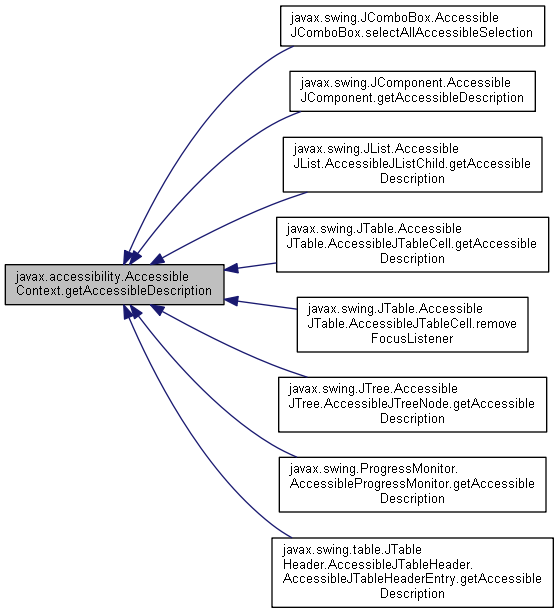 javax.swing.JComboBox.Accessible
JComboBox.selectAllAccessibleSelection
javax.swing.JComponent.Accessible
JComponent.getAccessibleDescription
javax.swing.JList.Accessible
JList.AccessibleJListChild.getAccessible
Description
javax.swing.JTable.Accessible
JTable.AccessibleJTableCell.getAccessible
Description
javax.accessibility.Accessible
Context.getAccessibleDescription
javax.swing.JTable.Accessible
JTable.AccessibleJTableCell.remove
FocusListener
javax.swing.JTree.Accessible
JTree.AccessibleJTreeNode.getAccessible
Description
javax.swing.ProgressMonitor.
AccessibleProgressMonitor.getAccessible
Description
javax.swing.table.JTable
Header.AccessibleJTableHeader.
AccessibleJTableHeaderEntry.getAccessible
Description